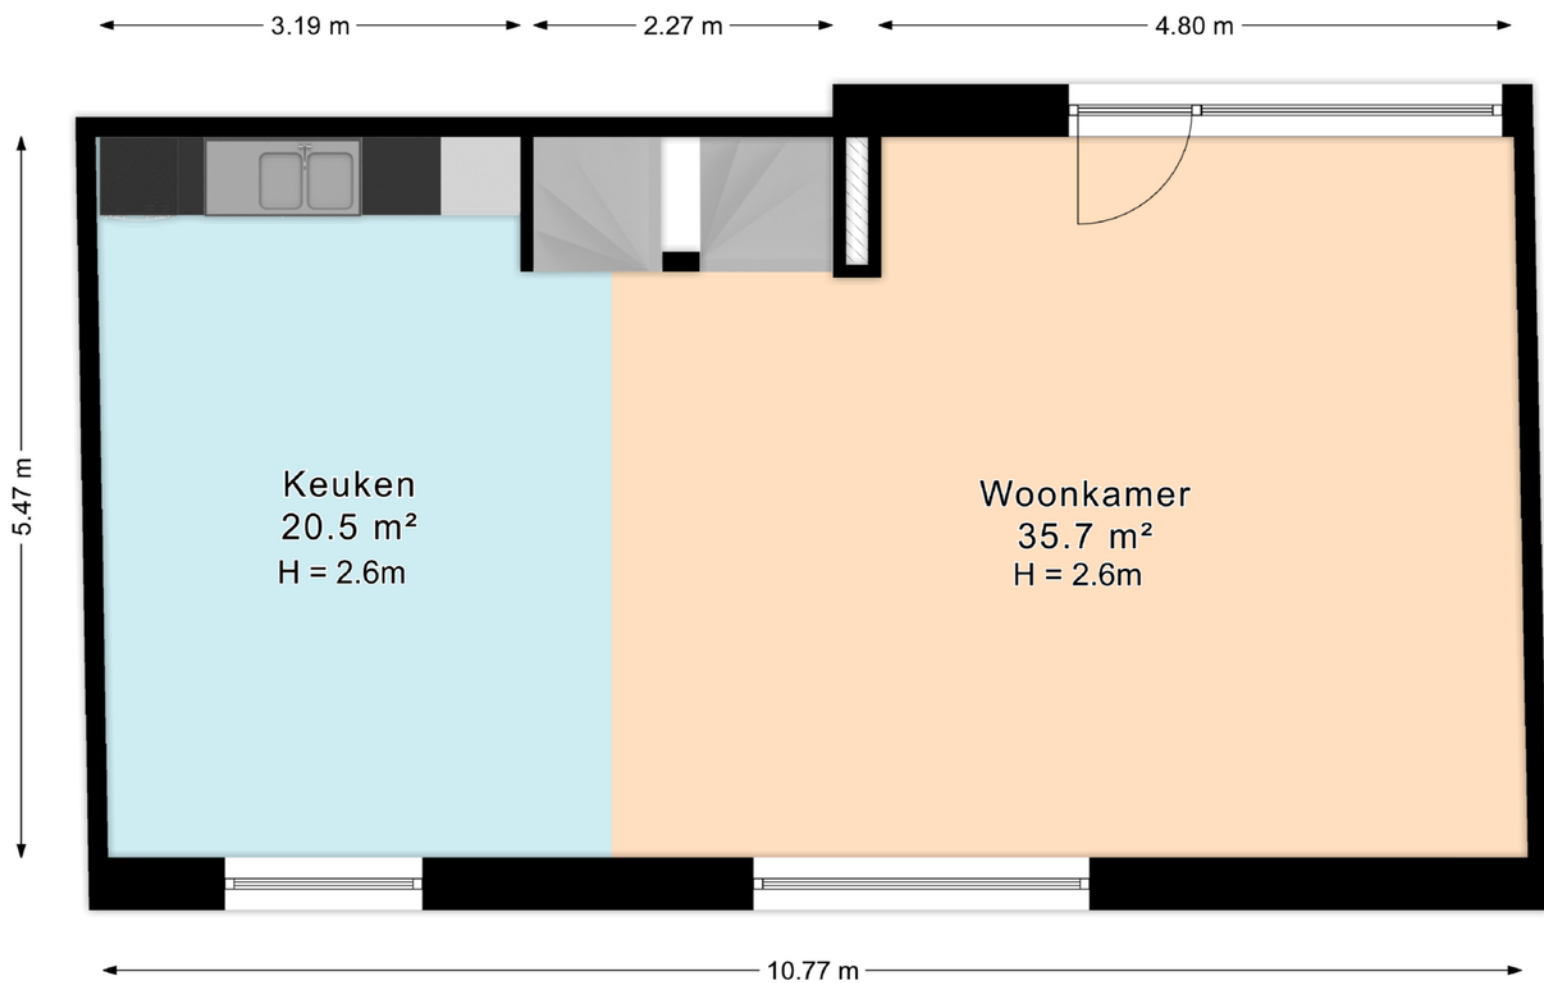 3.19 m
2.27 m
4.80 m
5.47 m
Keuken
20.5 m²
H = 2.6m
Woonkamer
35.7 m²
H = 2.6m
10.77 m